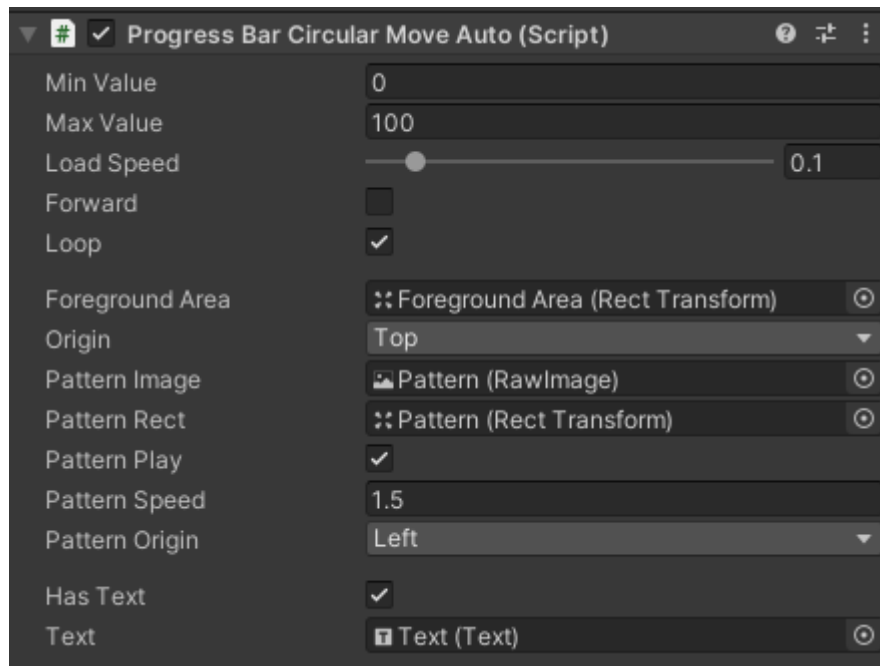 Progress Bar Circular Move Auto (Script)
Min Value 0
Max Value 100
Load Speed 0.1
Forward
Loop
Foreground Area Foreground Area (Rect Transform)
Origin Top
Pattern Image Pattern (RawImage)
Pattern Rect Pattern (Rect Transform)
Pattern Play
Pattern Speed 1.5
Pattern Origin Left
Has Text
Text Text (Text)